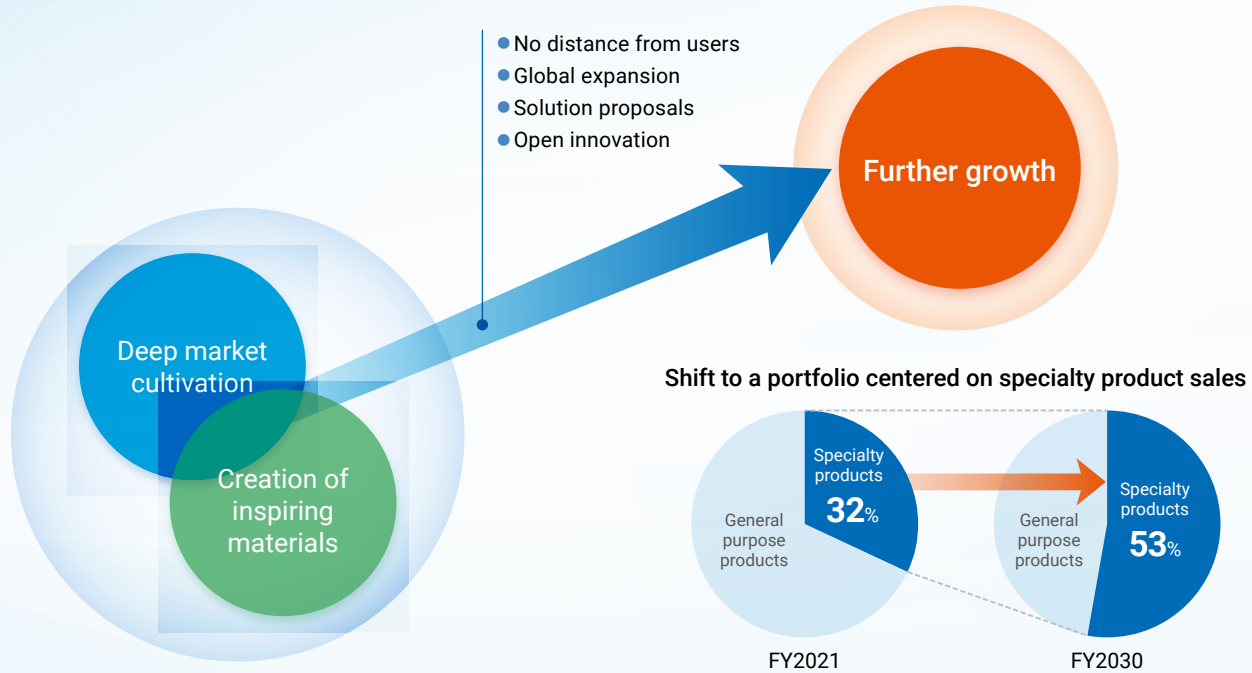 No distance from users
Global expansion
Solution proposals
Open innovation
Further growth
Deep market
cultivation
Creation of
inspiring
materials
Shift to a portfolio centered on specialty product sales
Specialty
products
32%
General
purpose
products
FY2021
General
purpose
products
Specialty
products
53%
FY2030